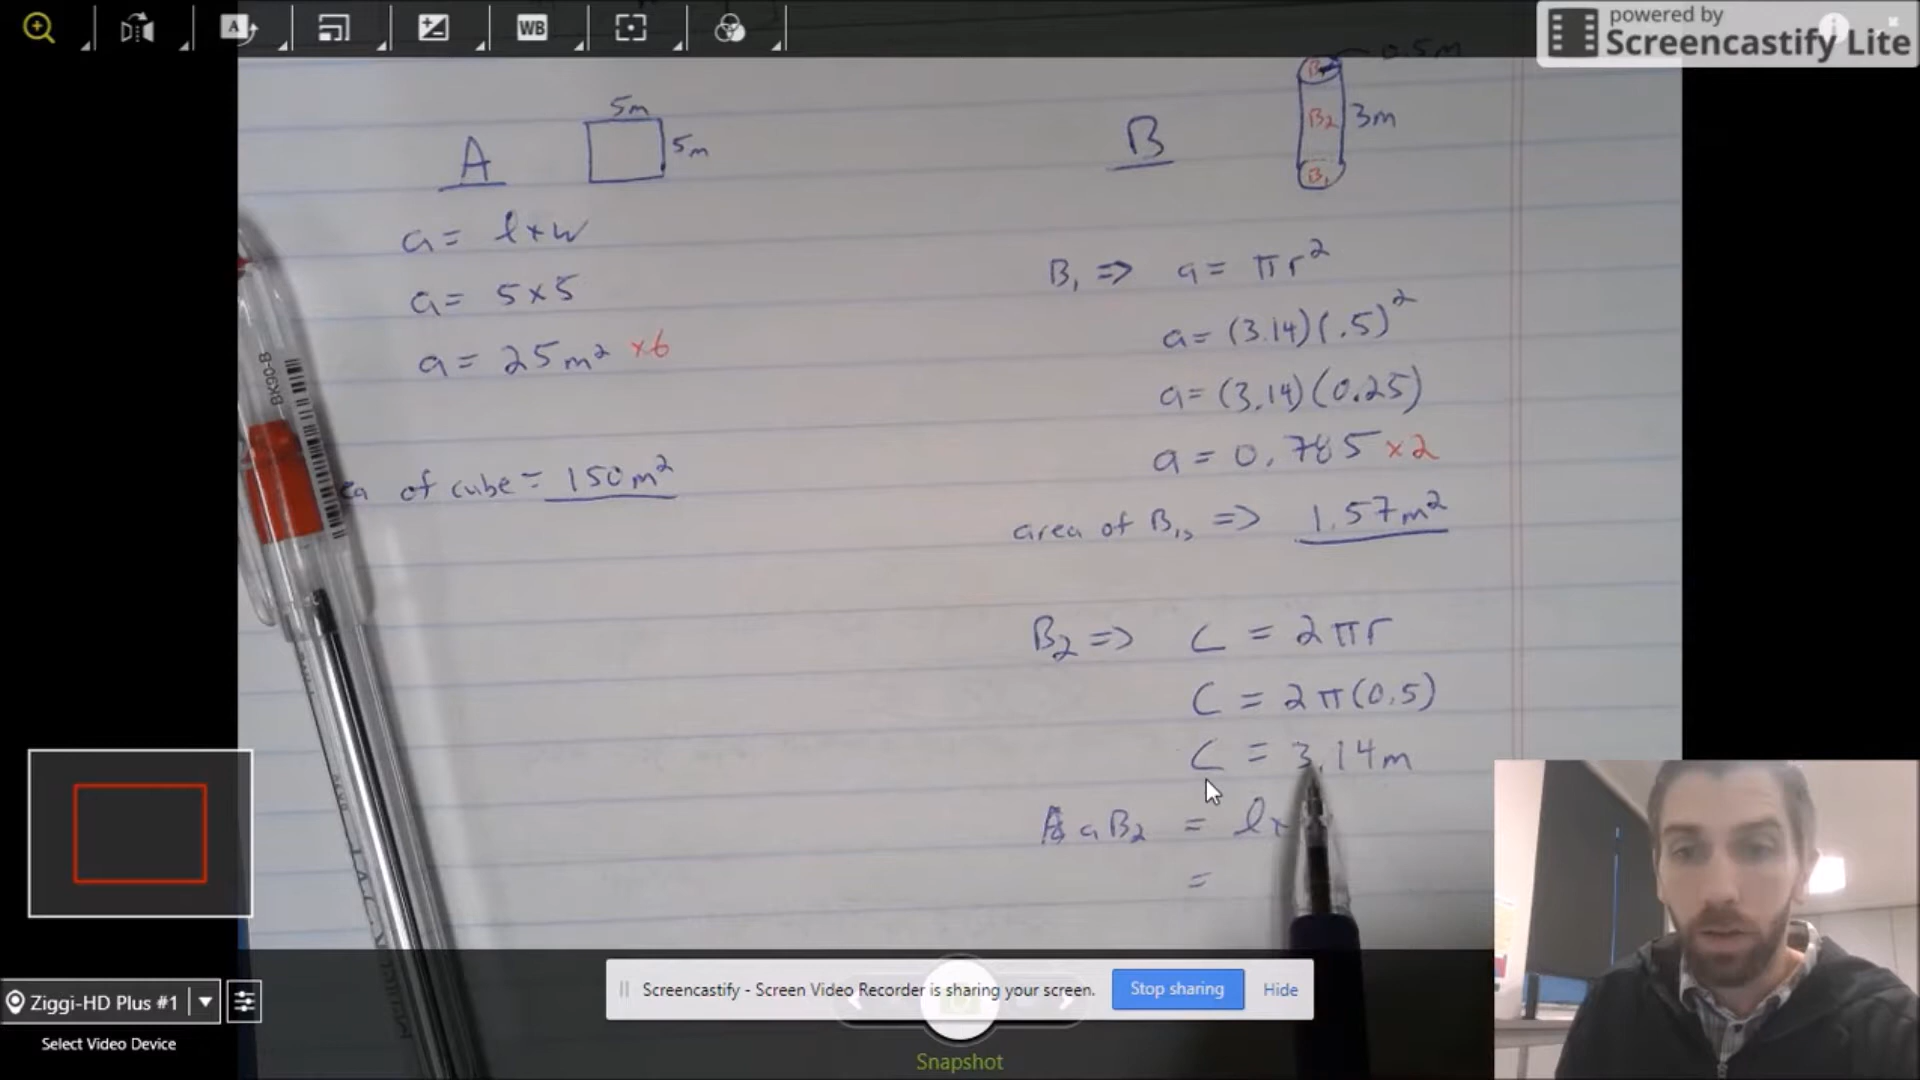 A WB
powered by
Screencastify Lite
5m
A
5m
a = l x w
a = 5 x 5
a = 25m² x6
ea of cube = 150m²
0.5m
B
B2
3m
B1
B1 => a = πr²
a = (3.14)(.5)²
a = (3.14)(0.25)
a = 0.785 x2
area of B1s => 1.57m²
B2 => C = 2πr
C = 2π(0.5)
C = 3.14m
a B2 = l x
=
BK90-B
Ziggi-HD Plus #1
Select Video Device
Screencastify - Screen Video Recorder is sharing your screen.
Stop sharing
Hide
Snapshot